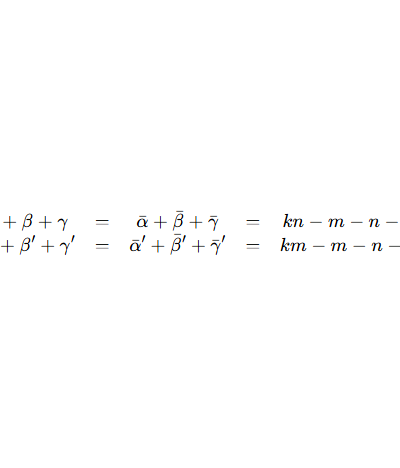 + β + γ = ᾱ + β̄ + γ̄ = kn − m − n −
+ β′ + γ′ = ᾱ′ + β̄′ + γ̄′ = km − m − n −